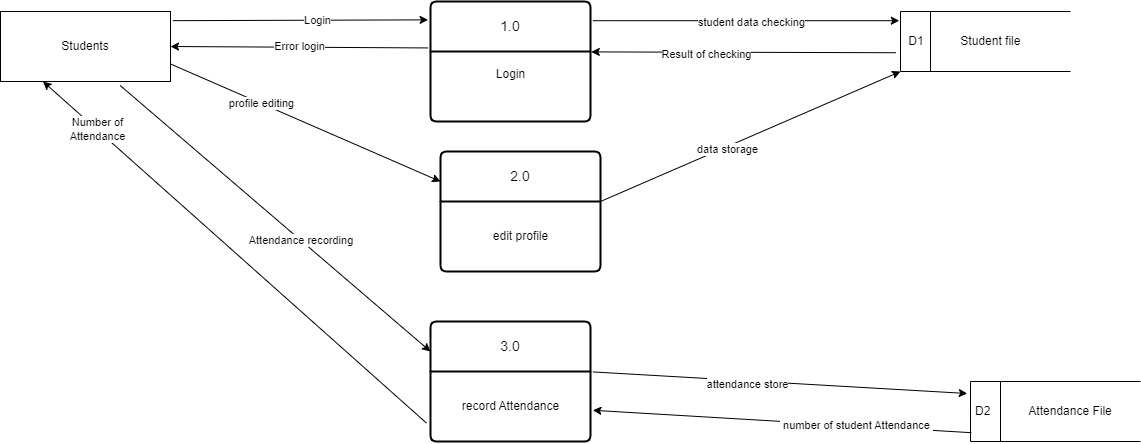 Login
1.0
student data checking
Students
Error login
D1
Student file
Result of checking
Login
profile editing
Number of
Attendance
data storage
2.0
edit profile
Attendance recording
3.0
attendance store
record Attendance
D2
Attendance File
number of student Attendance